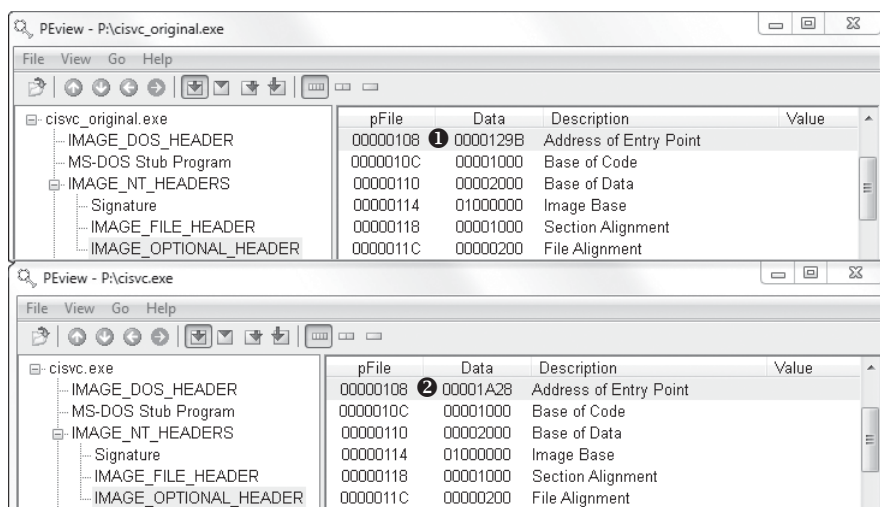 PEview - P:\cisvc_original.exe
File View Go Help
cisvc_original.exe
IMAGE_DOS_HEADER
MS-DOS Stub Program
IMAGE_NT_HEADERS
Signature
IMAGE_FILE_HEADER
IMAGE_OPTIONAL_HEADER
pFile Data Description Value
00000108 ❶ 0000129B Address of Entry Point
0000010C 00001000 Base of Code
00000110 00002000 Base of Data
00000114 01000000 Image Base
00000118 00001000 Section Alignment
0000011C 00000200 File Alignment
PEview - P:\cisvc.exe
File View Go Help
cisvc.exe
IMAGE_DOS_HEADER
MS-DOS Stub Program
IMAGE_NT_HEADERS
Signature
IMAGE_FILE_HEADER
IMAGE_OPTIONAL_HEADER
pFile Data Description Value
00000108 ❷ 00001A28 Address of Entry Point
0000010C 00001000 Base of Code
00000110 00002000 Base of Data
00000114 01000000 Image Base
00000118 00001000 Section Alignment
0000011C 00000200 File Alignment